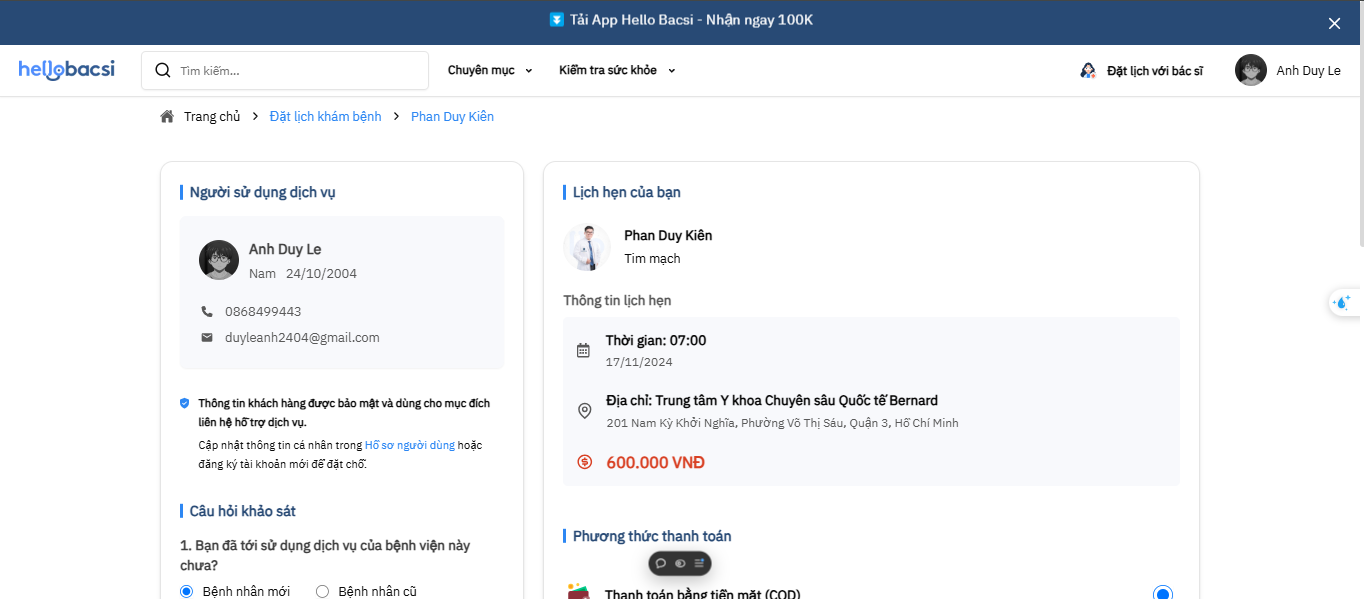 Tải App Hello Bacsi - Nhận ngay 100K
hellobacsi
Tìm kiếm...
Chuyên mục
Kiểm tra sức khỏe
Đặt lịch với bác sĩ
Anh Duy Le
Trang chủ > Đặt lịch khám bệnh > Phan Duy Kiên
Người sử dụng dịch vụ
Anh Duy Le
Nam 24/10/2004
0868499443
duyleanh2404@gmail.com
Thông tin khách hàng được bảo mật và dùng cho mục đích
liên hệ hỗ trợ dịch vụ.
Cập nhật thông tin cá nhân trong Hồ sơ người dùng hoặc
đăng ký tài khoản mới để đặt chỗ.
Câu hỏi khảo sát
1. Bạn đã tới sử dụng dịch vụ của bệnh viện này
chưa?
Bệnh nhân mới
Bệnh nhân cũ
Lịch hẹn của bạn
Phan Duy Kiên
Tim mạch
Thông tin lịch hẹn
Thời gian: 07:00
17/11/2024
Địa chỉ: Trung tâm Y khoa Chuyên sâu Quốc tế Bernard
201 Nam Kỳ Khởi Nghĩa, Phường Võ Thị Sáu, Quận 3, Hồ Chí Minh
600.000 VNĐ
Phương thức thanh toán
Thanh toán bằng tiền mặt (COD)